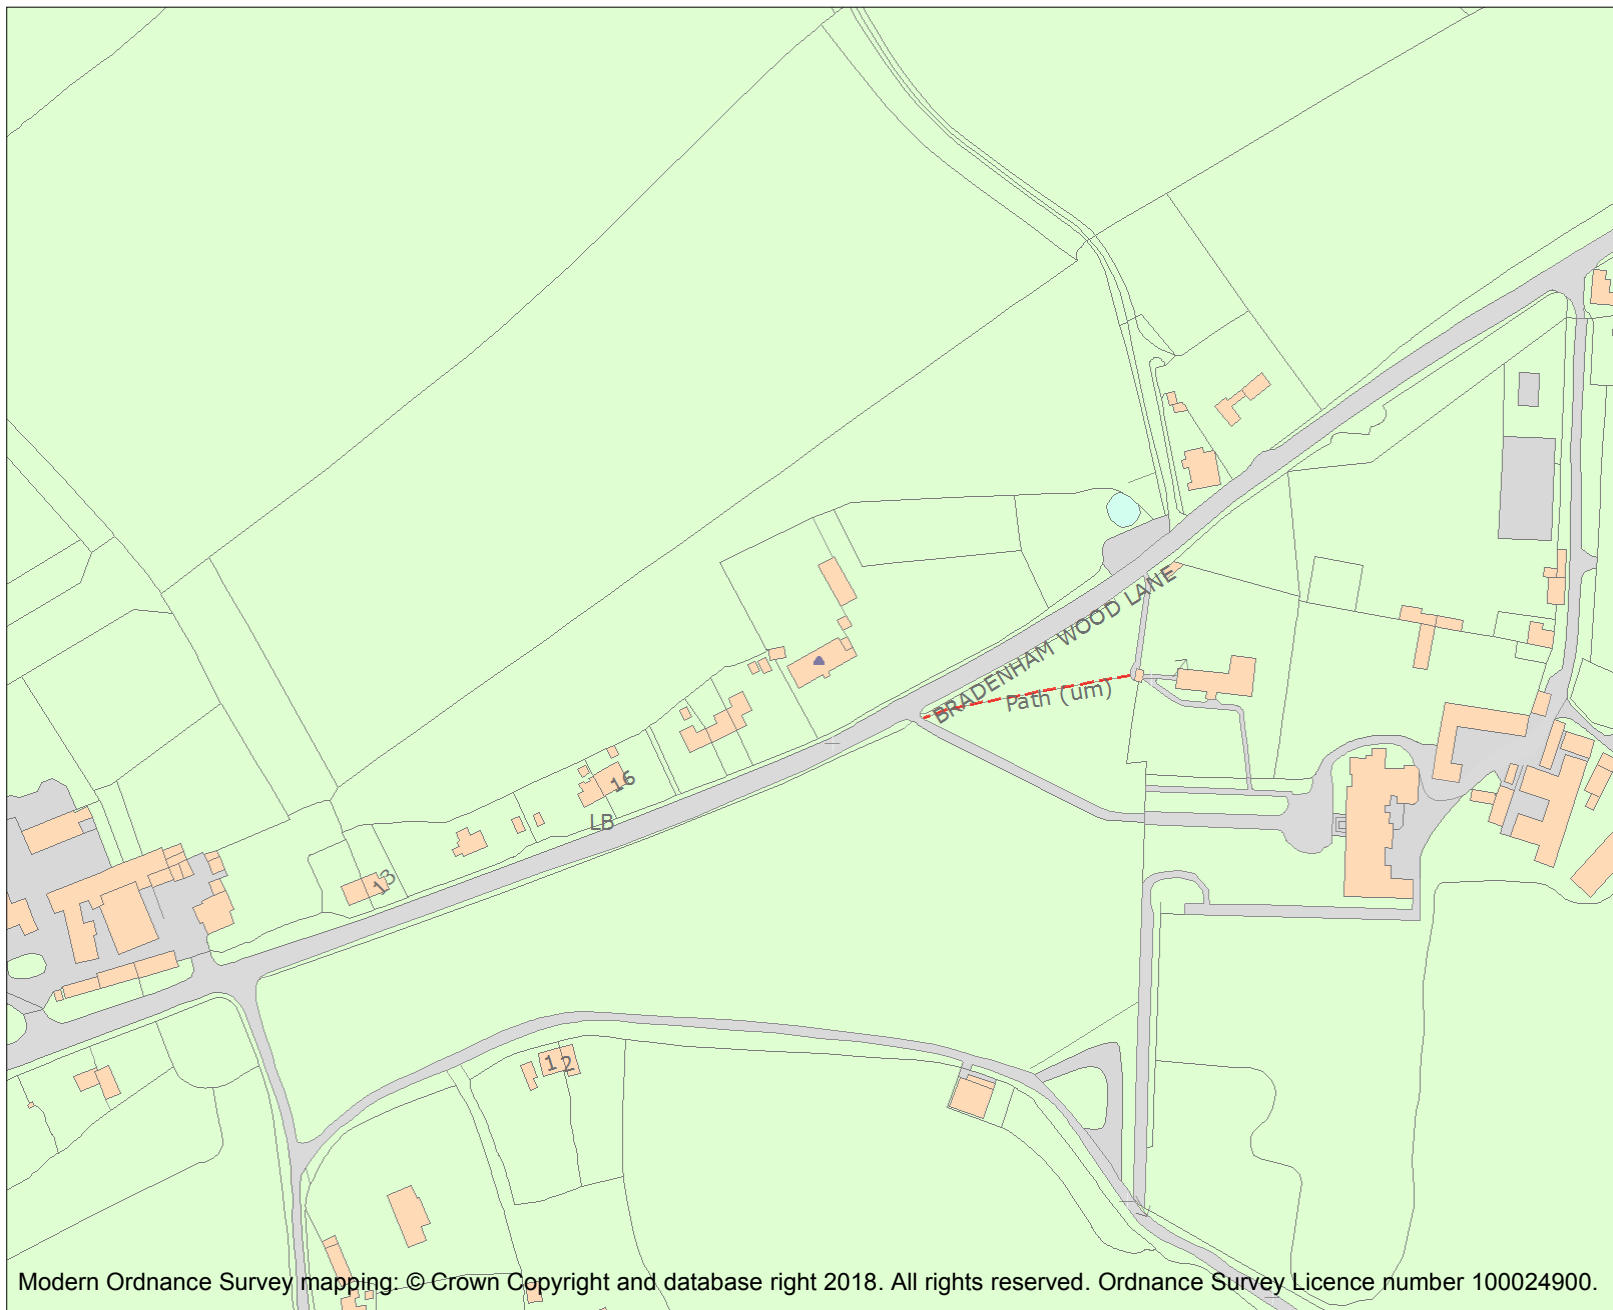 BRADENHAM WOOD LANE
Path (um)
16
LB
13
1
2
Modern Ordnance Survey mapping: © Crown Copyright and database right 2018. All rights reserved. Ordnance Survey Licence number 100024900.